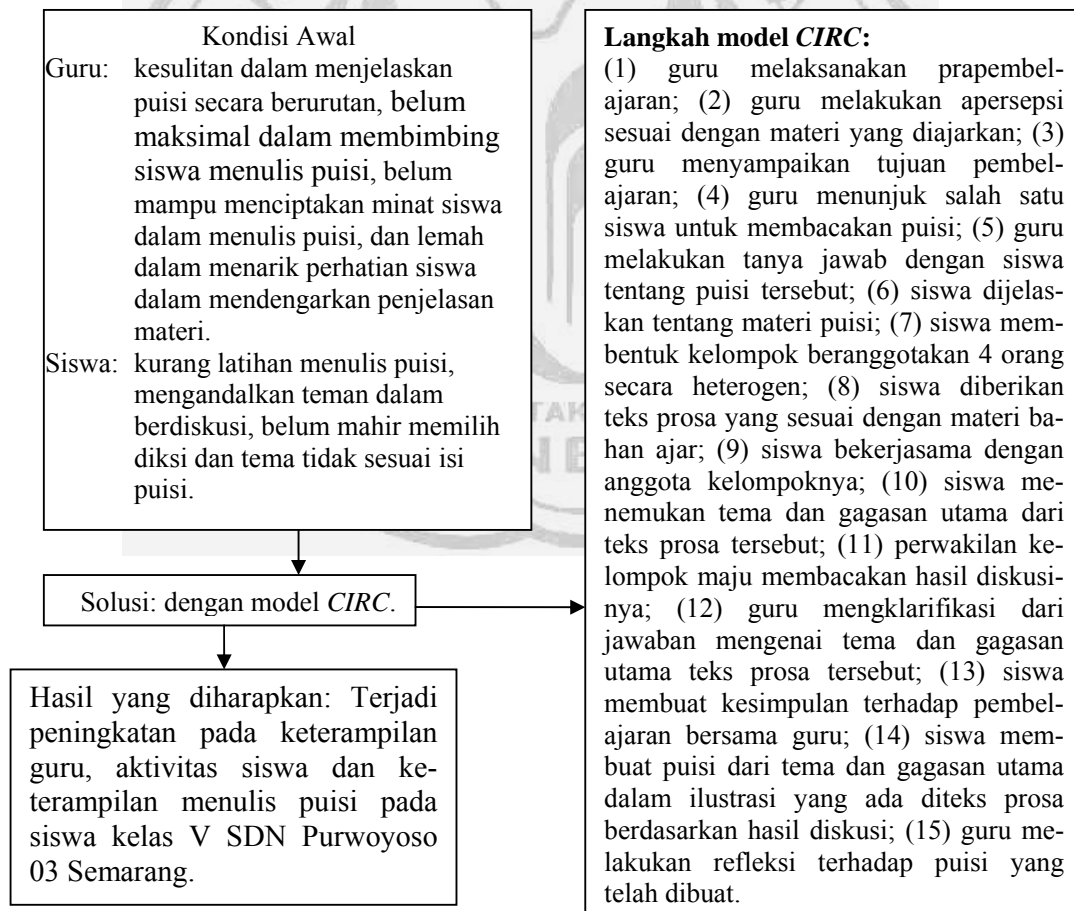 Kondisi Awal
Guru: kesulitan dalam menjelaskan
puisi secara berurutan, belum
maksimal dalam membimbing
siswa menulis puisi, belum
mampu menciptakan minat siswa
dalam menulis puisi, dan lemah
dalam menarik perhatian siswa
dalam mendengarkan penjelasan
materi.
Siswa: kurang latihan menulis puisi,
mengandalkan teman dalam
berdiskusi, belum mahir memilih
diksi dan tema tidak sesuai isi
puisi.
Solusi: dengan model CIRC.
Hasil yang diharapkan: Terjadi
peningkatan pada keterampilan
guru, aktivitas siswa dan ke-
terampilan menulis puisi pada
siswa kelas V SDN Purwoyoso
03 Semarang.
Langkah model CIRC:
(1) guru melaksanakan prapembel-
ajaran; (2) guru melakukan apersepsi
sesuai dengan materi yang diajarkan; (3)
guru menyampaikan tujuan pembel-
ajaran; (4) guru menunjuk salah satu
siswa untuk membacakan puisi; (5) guru
melakukan tanya jawab dengan siswa
tentang puisi tersebut; (6) siswa dijelas-
kan tentang materi puisi; (7) siswa mem-
bentuk kelompok beranggotakan 4 orang
secara heterogen; (8) siswa diberikan
teks prosa yang sesuai dengan materi ba-
han ajar; (9) siswa bekerjasama dengan
anggota kelompoknya; (10) siswa me-
nemukan tema dan gagasan utama dari
teks prosa tersebut; (11) perwakilan ke-
lompok maju membacakan hasil diskusi-
nya; (12) guru mengklarifikasi dari
jawaban mengenai tema dan gagasan
utama teks prosa tersebut; (13) siswa
membuat kesimpulan terhadap pembel-
ajaran bersama guru; (14) siswa mem-
buat puisi dari tema dan gagasan utama
dalam ilustrasi yang ada diteks prosa
berdasarkan hasil diskusi; (15) guru me-
lakukan refleksi terhadap puisi yang
telah dibuat.